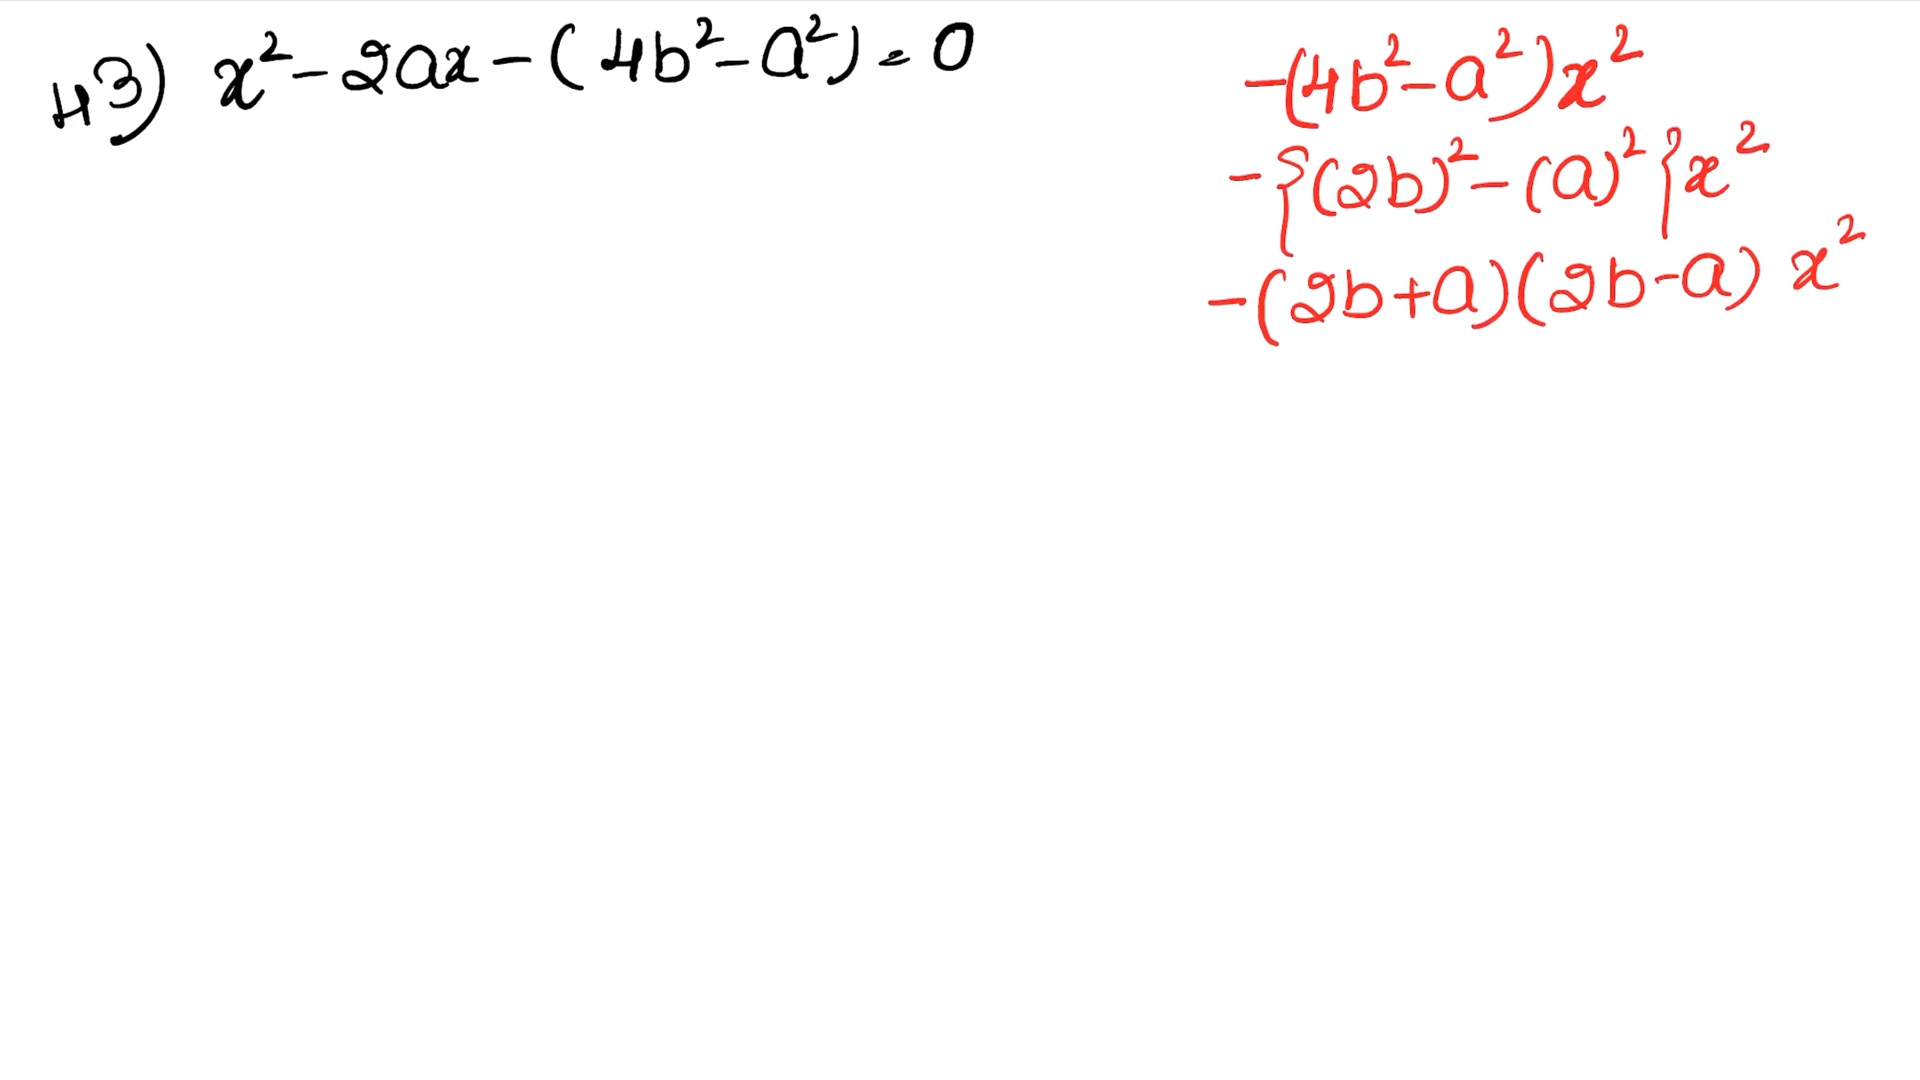 43) x² - 2ax - (4b² - a²) = 0
-(4b² - a²)x²
-{(2b)² - (a)²}x²
-(2b+a)(2b-a) x²